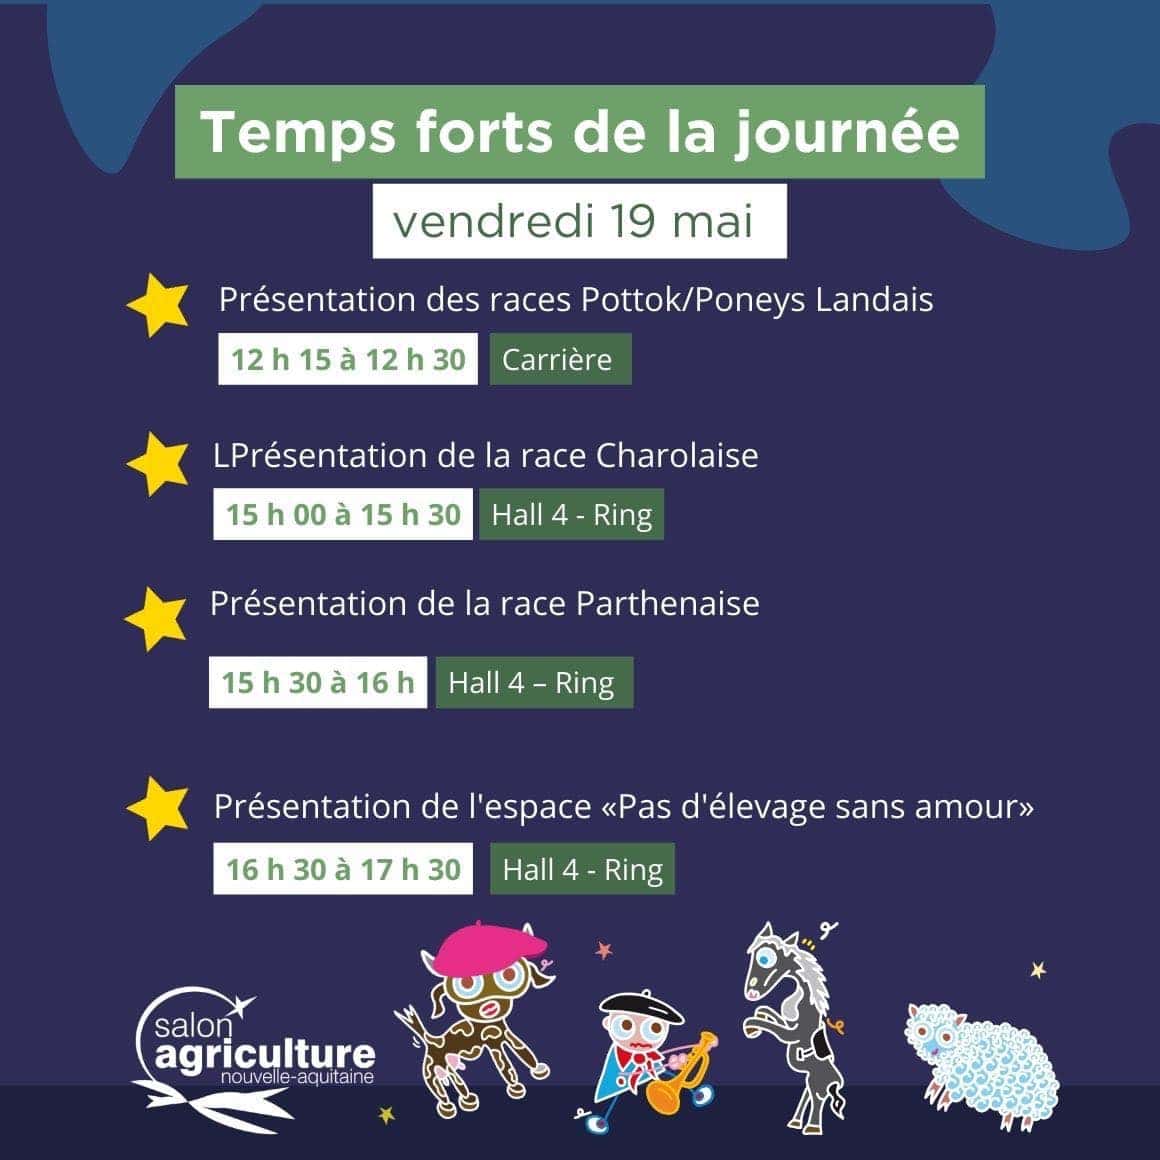 Temps forts de la journée
vendredi 19 mai
Présentation des races Pottok/Poneys Landais
12 h 15 à 12 h 30 Carrière
LPrésentation de la race Charolaise
15 h 00 à 15 h 30 Hall 4 - Ring
Présentation de la race Parthenaise
15 h 30 à 16 h Hall 4 – Ring
Présentation de l'espace «Pas d'élevage sans amour»
16 h 30 à 17 h 30 Hall 4 - Ring
salon
agriculture
nouvelle-aquitaine